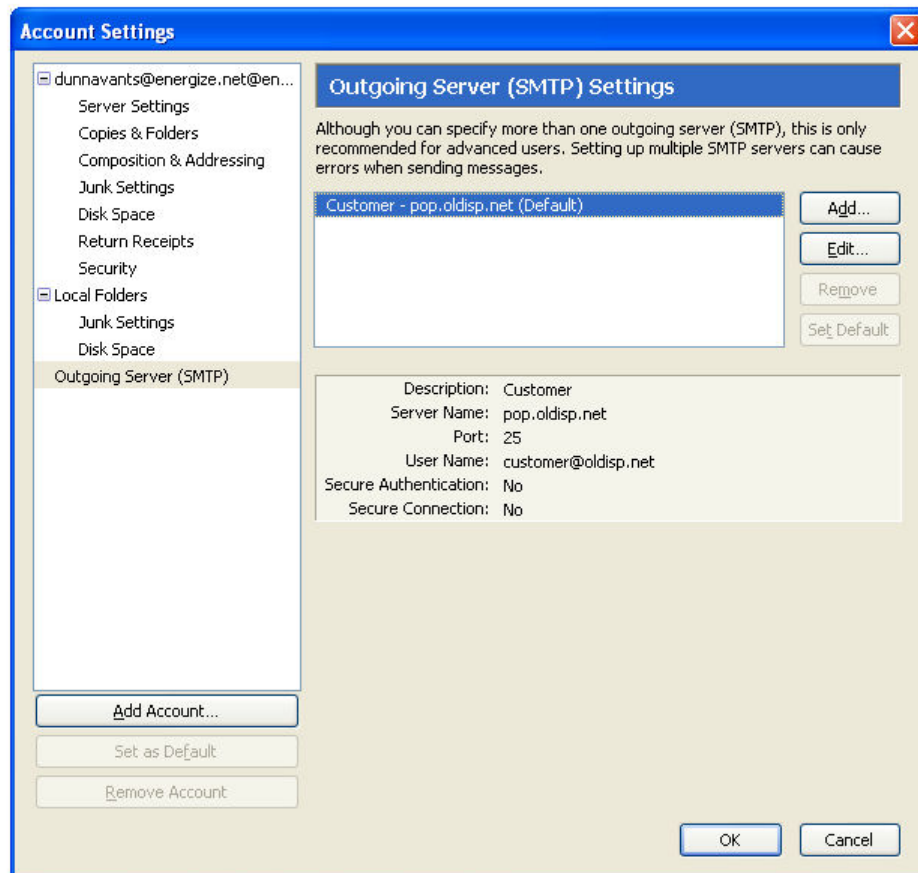 Account Settings
dunnavants@energize.net@en...
Server Settings
Copies & Folders
Composition & Addressing
Junk Settings
Disk Space
Return Receipts
Security
Local Folders
Junk Settings
Disk Space
Outgoing Server (SMTP)
Add Account...
Set as Default
Remove Account
Outgoing Server (SMTP) Settings
Although you can specify more than one outgoing server (SMTP), this is only
recommended for advanced users. Setting up multiple SMTP servers can cause
errors when sending messages.
Customer - pop.oldisp.net (Default)
Add...
Edit...
Remove
Set Default
Description: Customer
Server Name: pop.oldisp.net
Port: 25
User Name: customer@oldisp.net
Secure Authentication: No
Secure Connection: No
OK
Cancel